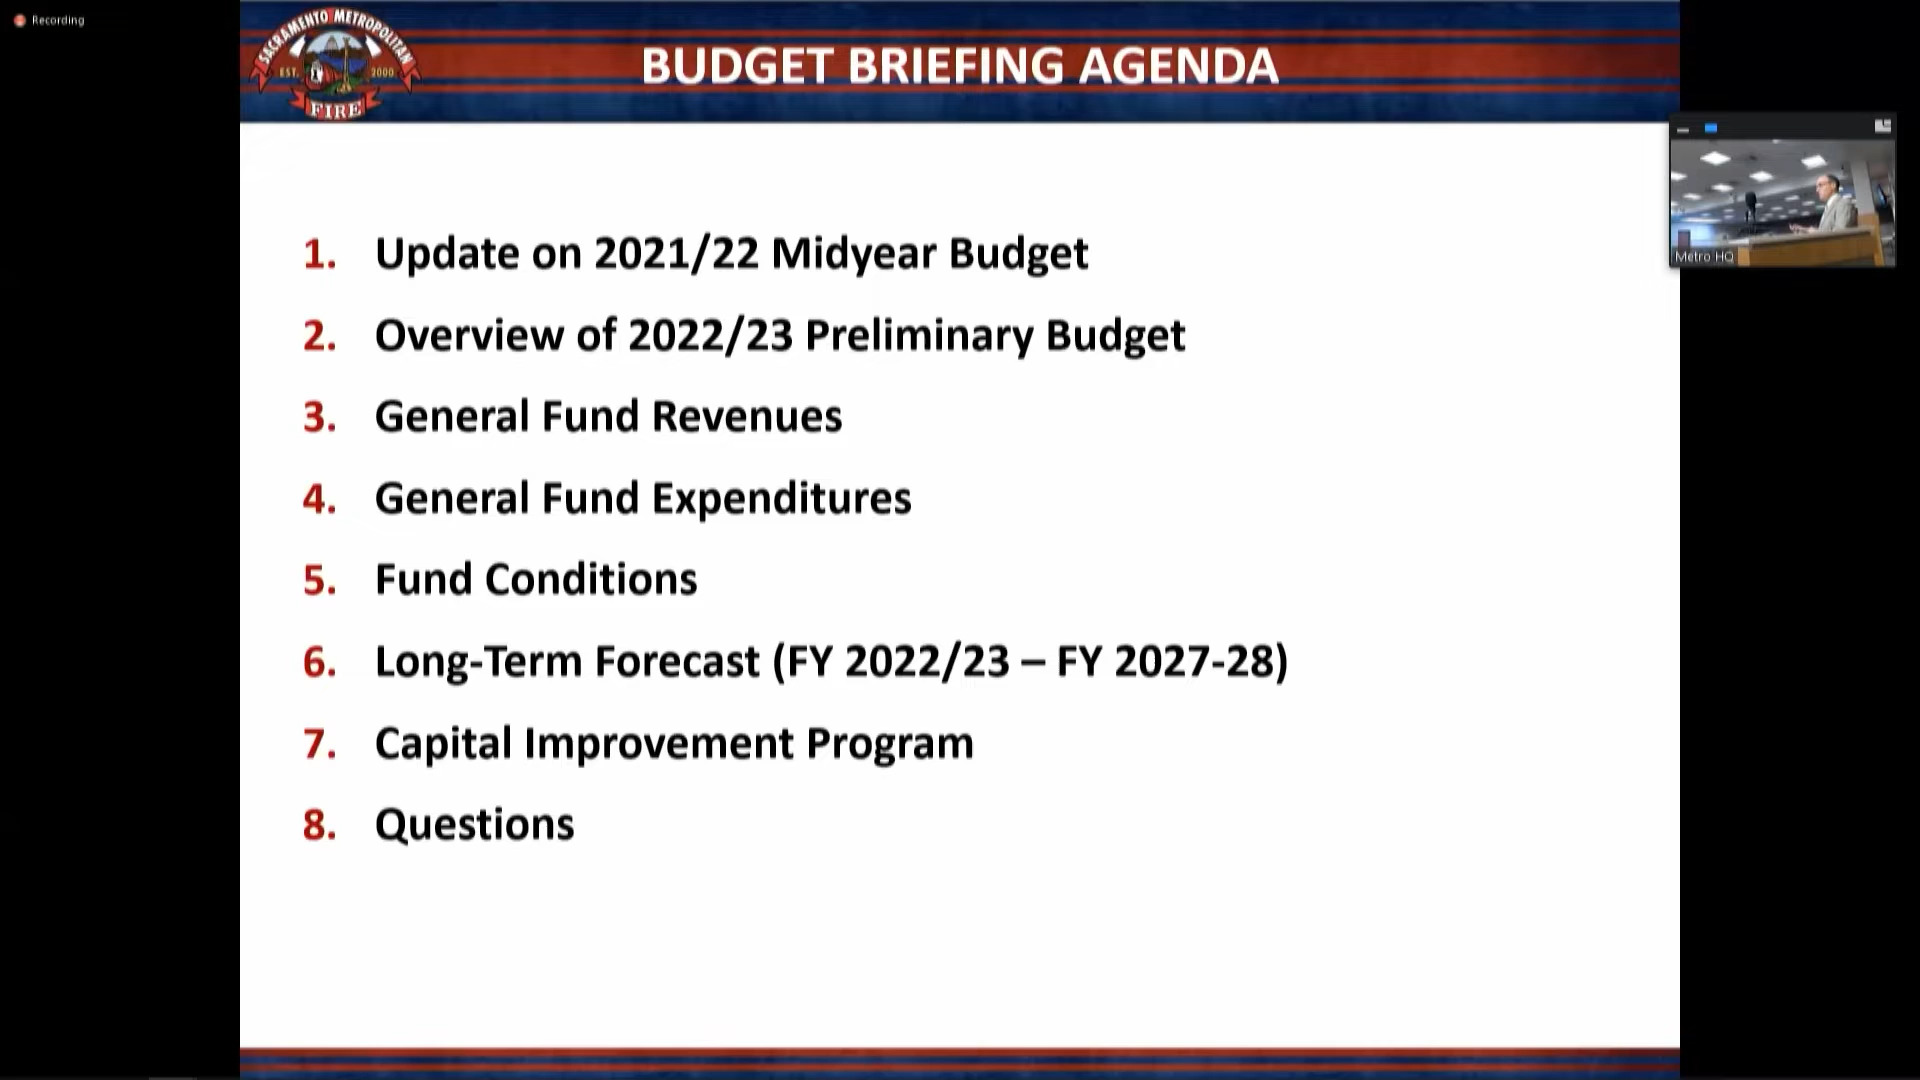 Recording
SACRAMENTO METROPOLITAN
EST. 2000
FIRE
BUDGET BRIEFING AGENDA
1. Update on 2021/22 Midyear Budget
2. Overview of 2022/23 Preliminary Budget
3. General Fund Revenues
4. General Fund Expenditures
5. Fund Conditions
6. Long-Term Forecast (FY 2022/23 – FY 2027-28)
7. Capital Improvement Program
8. Questions
Metro HQ